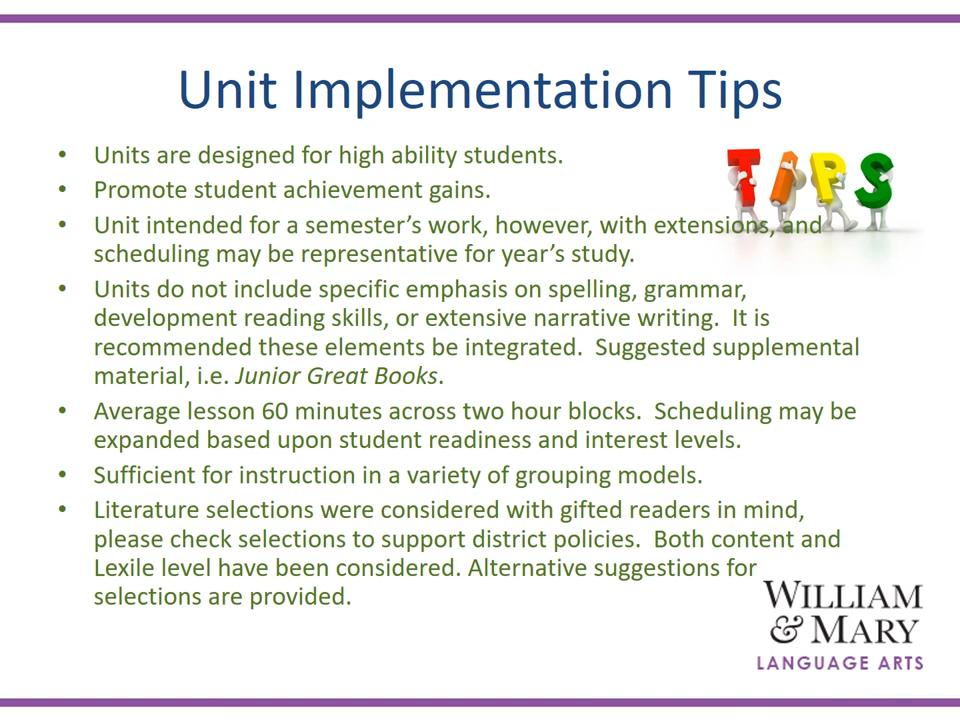 Unit Implementation Tips
TIPS
• Units are designed for high ability students.
• Promote student achievement gains.
• Unit intended for a semester’s work, however, with extensions, and
scheduling may be representative for year’s study.
• Units do not include specific emphasis on spelling, grammar,
development reading skills, or extensive narrative writing.  It is
recommended these elements be integrated.  Suggested supplemental
material, i.e. Junior Great Books.
• Average lesson 60 minutes across two hour blocks.  Scheduling may be
expanded based upon student readiness and interest levels.
• Sufficient for instruction in a variety of grouping models.
• Literature selections were considered with gifted readers in mind,
please check selections to support district policies.  Both content and
Lexile level have been considered. Alternative suggestions for
selections are provided.
WILLIAM
& MARY
LANGUAGE ARTS